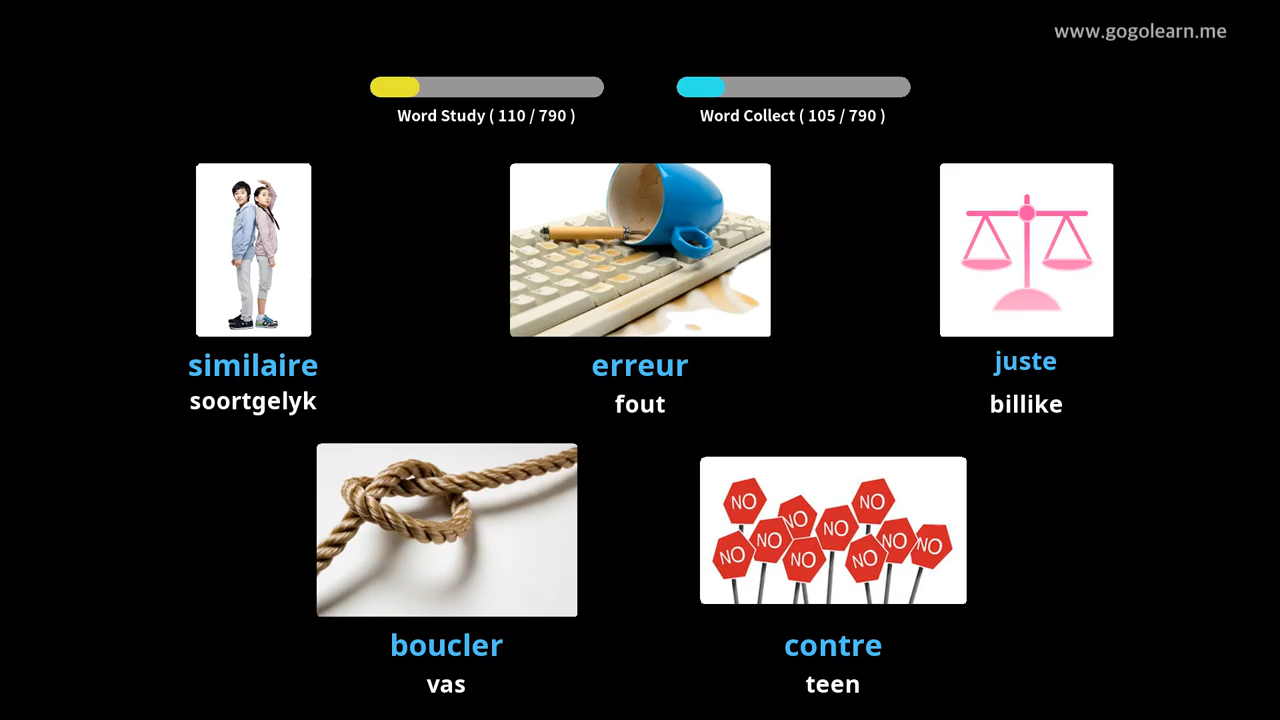 www.gogolearn.me
Word Study ( 110 / 790 )
Word Collect ( 105 / 790 )
similaire
soortgelyk
erreur
fout
juste
billike
NO
NO
NO
NO
NO
NO
NO
NO
NO
NO
boucler
vas
contre
teen